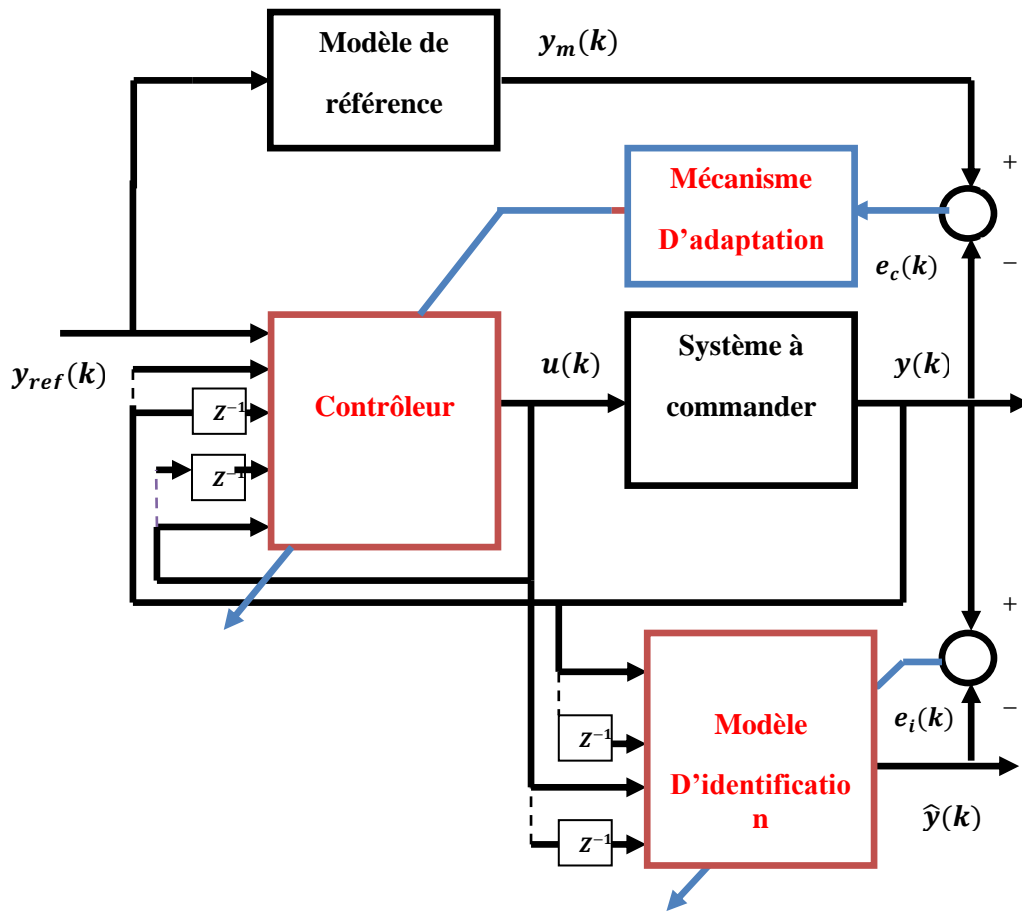 Modèle de
référence
y_m(k)
+
Mécanisme
D'adaptation
e_c(k)
−
y_ref(k)
Contrôleur
u(k)
Système à
commander
y(k)
Z⁻¹
Z⁻¹
+
Modèle
D'identificatio
n
e_i(k)
−
Z⁻¹
Z⁻¹
ŷ(k)